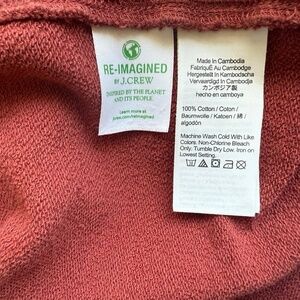 RE-IMAGINED
BY J.CREW
INSPIRED BY THE PLANET
AND ITS PEOPLE.
Learn more at
jcrew.com/reimagined
Made in Cambodia
Fabriqué Au Cambodge
Hergestellt in Kambodscha
Vervaardigd In Cambodja
カンボジア製
hecho en camboya
100% Cotton / Coton /
Baumwolle / Katoen / 綿 /
algodón
Machine Wash Cold With Like
Colors. Non-Chlorine Bleach
Only. Tumble Dry Low. Iron on
Lowest Setting.